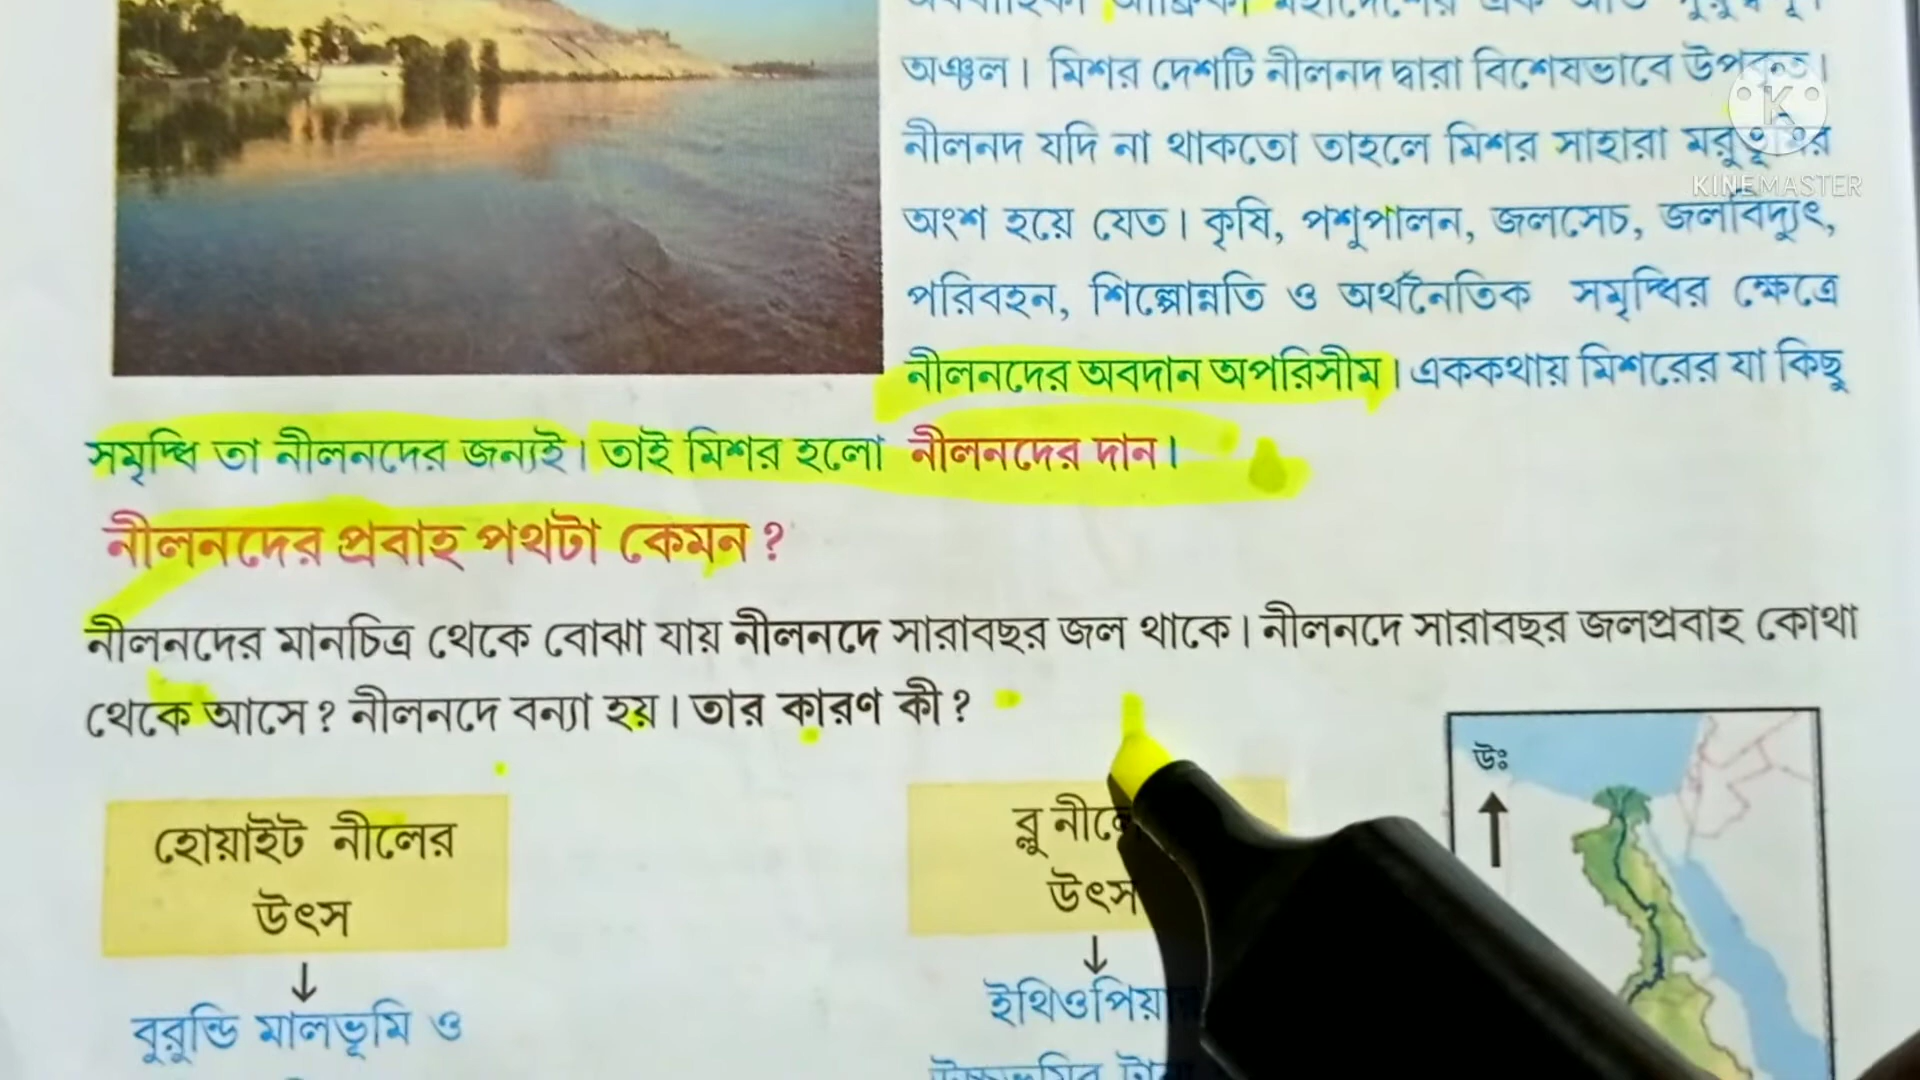 অঞ্চল। মিশর দেশটি নীলনদ দ্বারা বিশেষভাবে উপকৃত।
নীলনদ যদি না থাকতো তাহলে মিশর সাহারা মরুভূমির
KINEMASTER
অংশ হয়ে যেত। কৃষি, পশুপালন, জলসেচ, জলবিদ্যুৎ,
পরিবহন, শিল্পোন্নতি ও অর্থনৈতিক সমৃদ্ধির ক্ষেত্রে
নীলনদের অবদান অপরিসীম। এককথায় মিশরের যা কিছু
সমৃদ্ধি তা নীলনদের জন্যই। তাই মিশর হলো নীলনদের দান।
নীলনদের প্রবাহ পথটা কেমন ?
নীলনদের মানচিত্র থেকে বোঝা যায় নীলনদে সারাবছর জল থাকে। নীলনদে সারাবছর জলপ্রবাহ কোথা
থেকে আসে ? নীলনদে বন্যা হয়। তার কারণ কী ?
উঃ
হোয়াইট নীলের
উৎস
ব্লু
উৎস
বুরুন্ডি মালভূমি ও